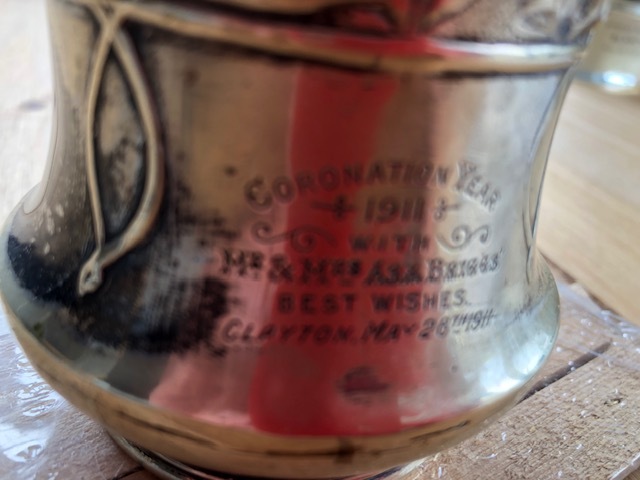 CORONATION YEAR
1911
WITH
MR & MRS ASA BRIGGS'
BEST WISHES.
CLAYTON, MAY 26TH 1911